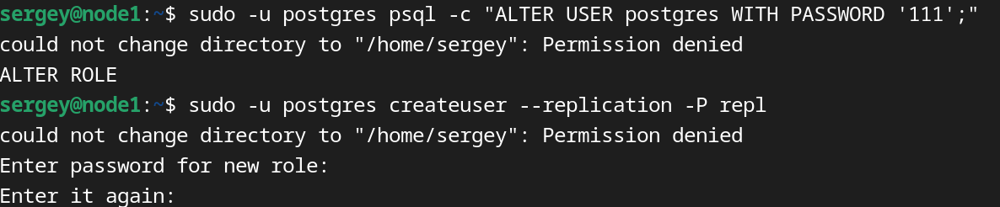 sergey@node1:~$ sudo -u postgres psql -c "ALTER USER postgres WITH PASSWORD '111';"
could not change directory to "/home/sergey": Permission denied
ALTER ROLE
sergey@node1:~$ sudo -u postgres createuser --replication -P repl
could not change directory to "/home/sergey": Permission denied
Enter password for new role:
Enter it again: